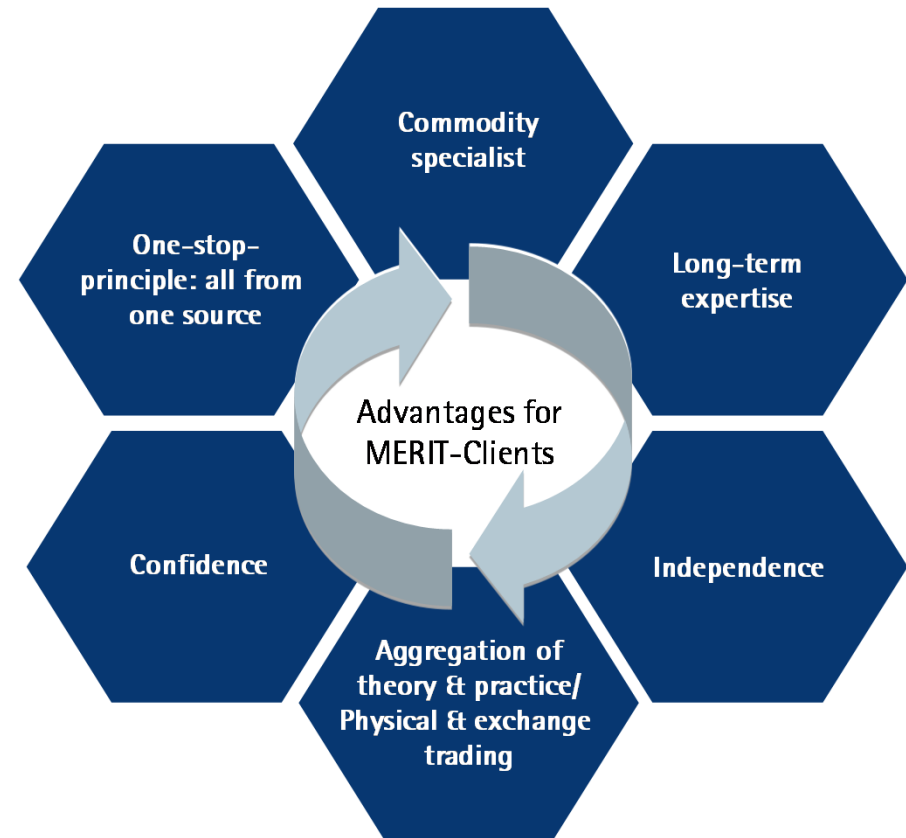 Commodity
specialist
One-stop-
principle: all from
one source
Long-term
expertise
Advantages for
MERIT-Clients
Confidence
Independence
Aggregation of
theory & practice/
Physical & exchange
trading